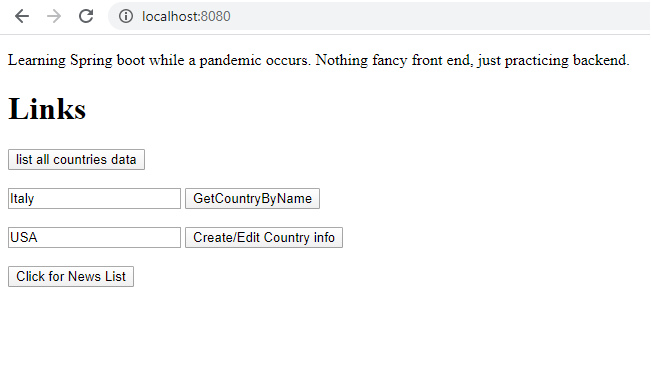 localhost:8080
Learning Spring boot while a pandemic occurs. Nothing fancy front end, just practicing backend.
Links
list all countries data
Italy GetCountryByName
USA Create/Edit Country info
Click for News List